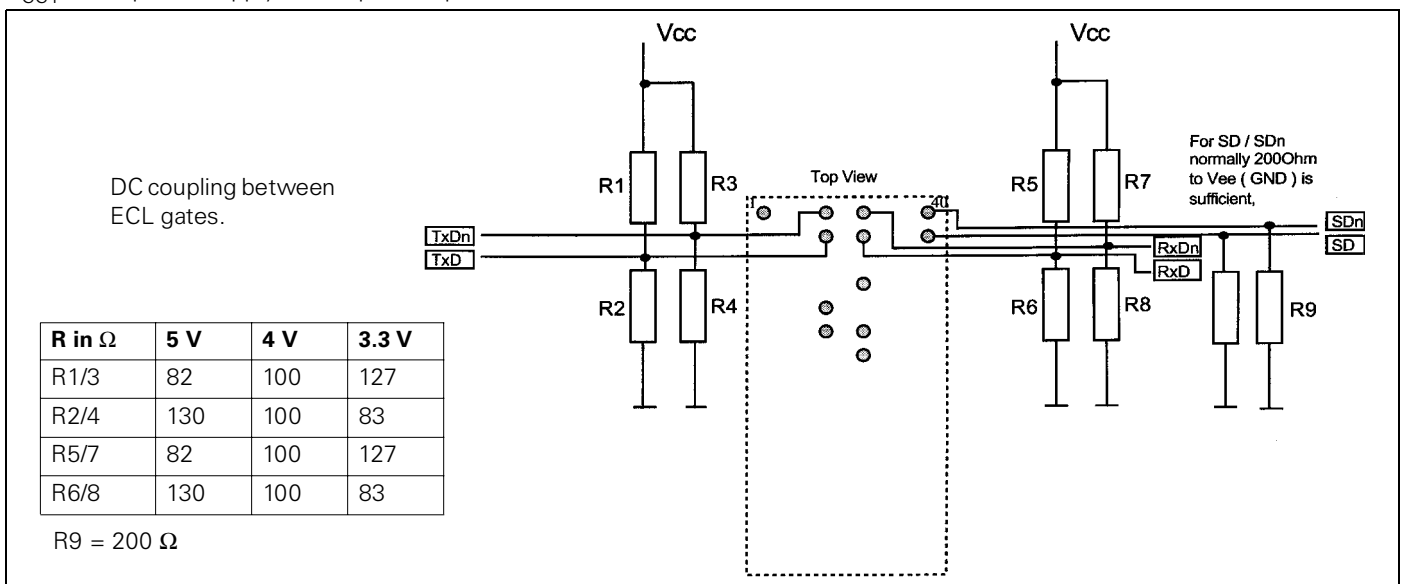 Vcc
Vcc
For SD / SDn
normally 200Ohm
to Vee ( GND ) is
sufficient,
DC coupling between
ECL gates.
R1
R3
Top View
R5
R7
1
40
TxDn
TxD
SDn
SD
RxDn
RxD
R2
R4
R6
R8
R9
R in Ω 5 V 4 V 3.3 V
R1/3 82 100 127
R2/4 130 100 83
R5/7 82 100 127
R6/8 130 100 83
R9 = 200 Ω